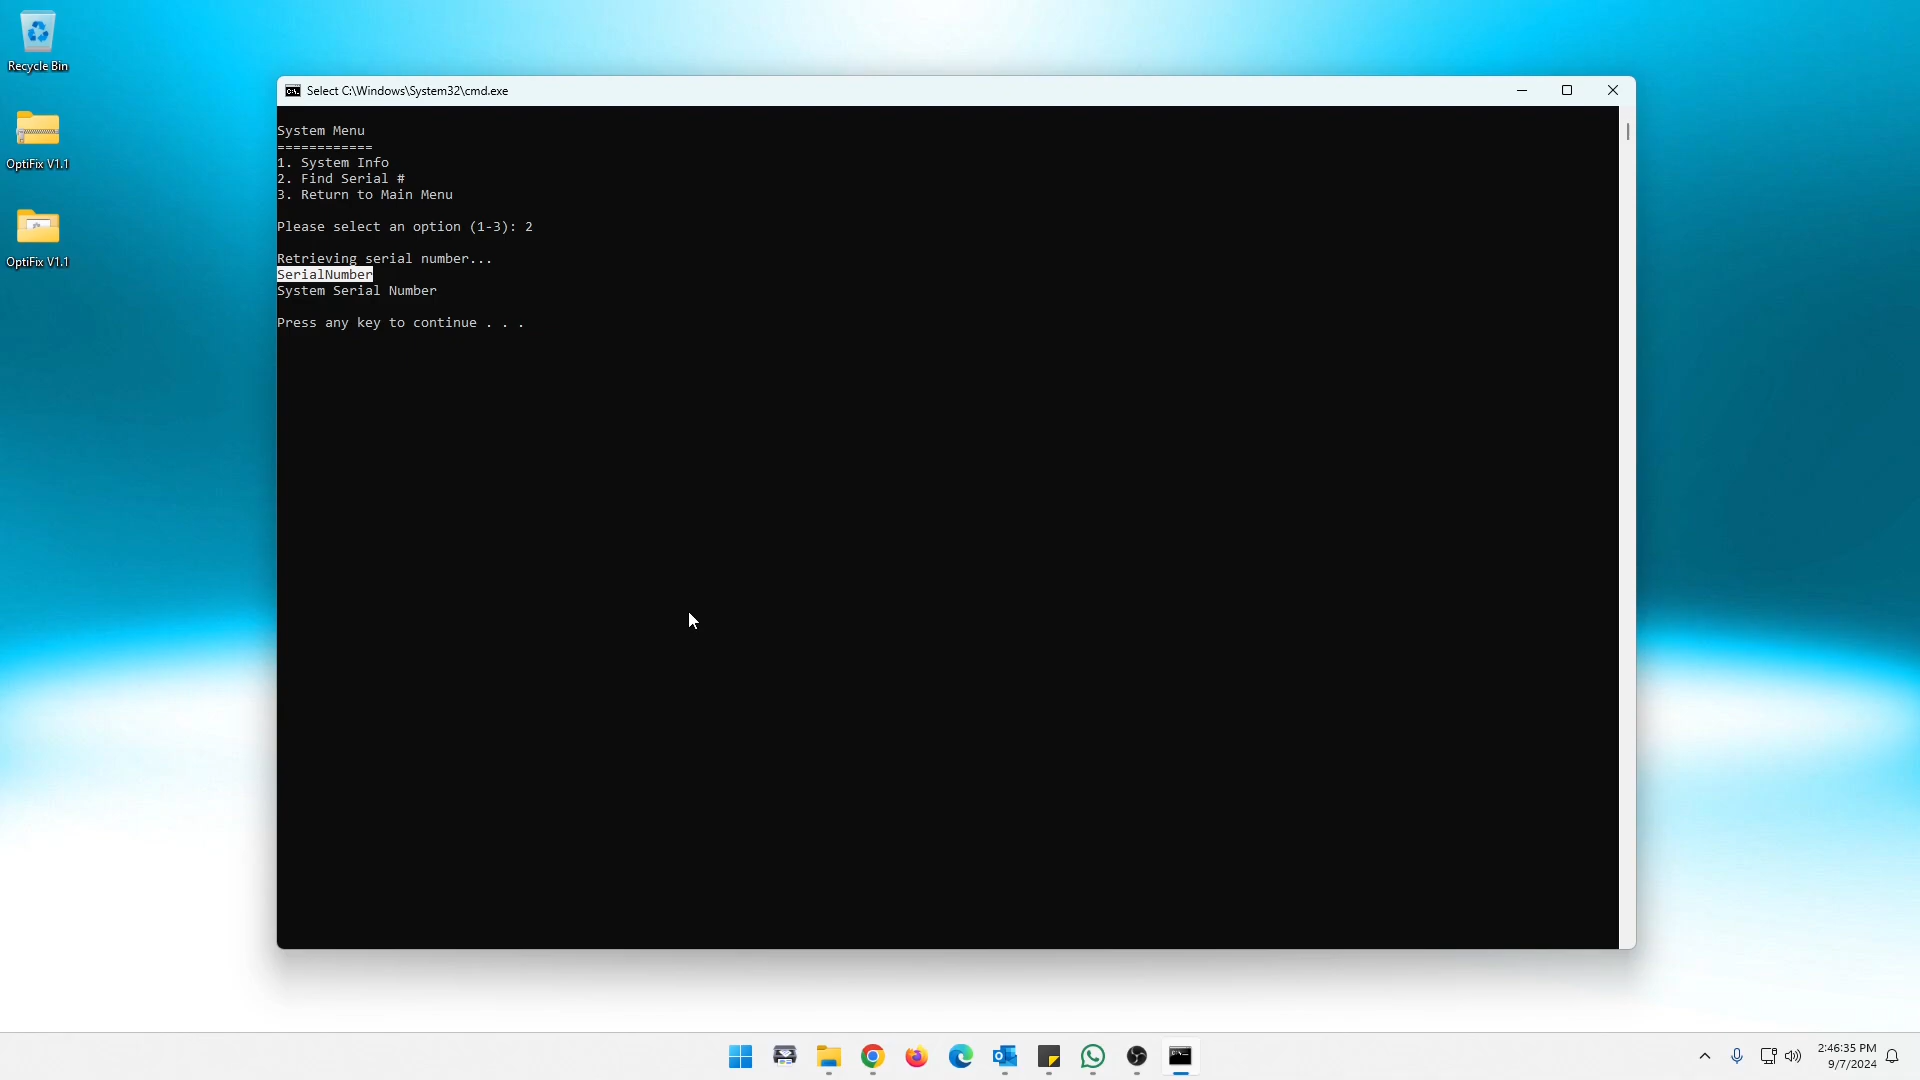 Recycle Bin
OptiFix V1.1
OptiFix V1.1
Select C:\Windows\System32\cmd.exe
System Menu
============
1. System Info
2. Find Serial #
3. Return to Main Menu
Please select an option (1-3): 2
Retrieving serial number...
SerialNumber
System Serial Number
Press any key to continue . . .
2:46:35 PM
9/7/2024